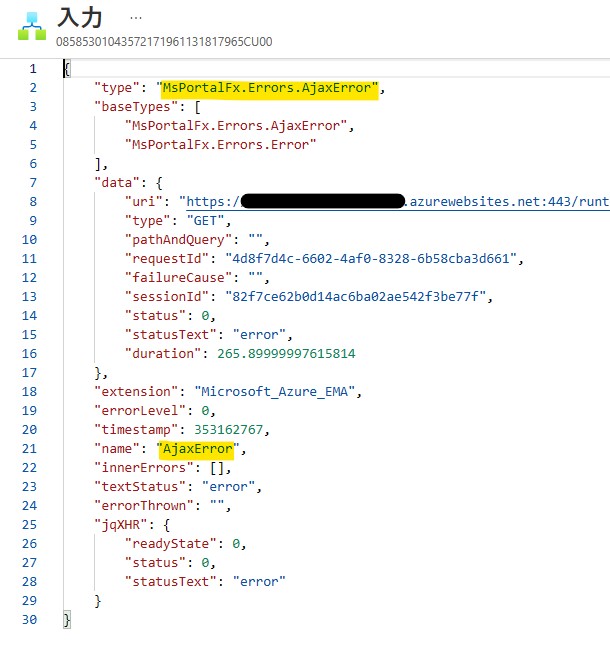 入力 ...
08585301043572171961131817965CU00
1 {
2 "type": "MsPortalFx.Errors.AjaxError",
3 "baseTypes": [
4 "MsPortalFx.Errors.AjaxError",
5 "MsPortalFx.Errors.Error"
6 ],
7 "data": {
8 "uri": "https:/ .azurewebsites.net:443/runt
9 "type": "GET",
10 "pathAndQuery": "",
11 "requestId": "4d8f7d4c-6602-4af0-8328-6b58cba3d661",
12 "failureCause": "",
13 "sessionId": "82f7ce62b0d14ac6ba02ae542f3be77f",
14 "status": 0,
15 "statusText": "error",
16 "duration": 265.89999997615814
17 },
18 "extension": "Microsoft_Azure_EMA",
19 "errorLevel": 0,
20 "timestamp": 353162767,
21 "name": "AjaxError",
22 "innerErrors": [],
23 "textStatus": "error",
24 "errorThrown": "",
25 "jqXHR": {
26 "readyState": 0,
27 "status": 0,
28 "statusText": "error"
29 }
30 }